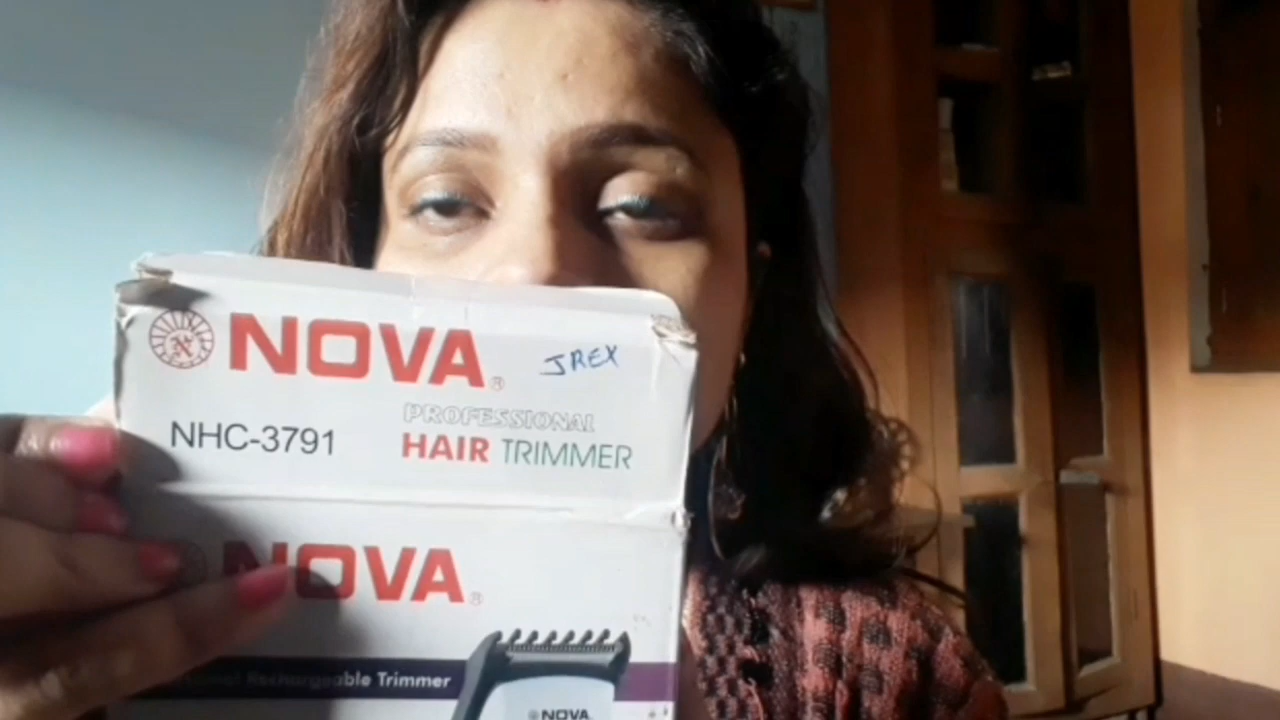 NOVA® JREX
PROFESSIONAL
NHC-3791 HAIR TRIMMER
NOVA®
Rechargeable Trimmer
NOVA